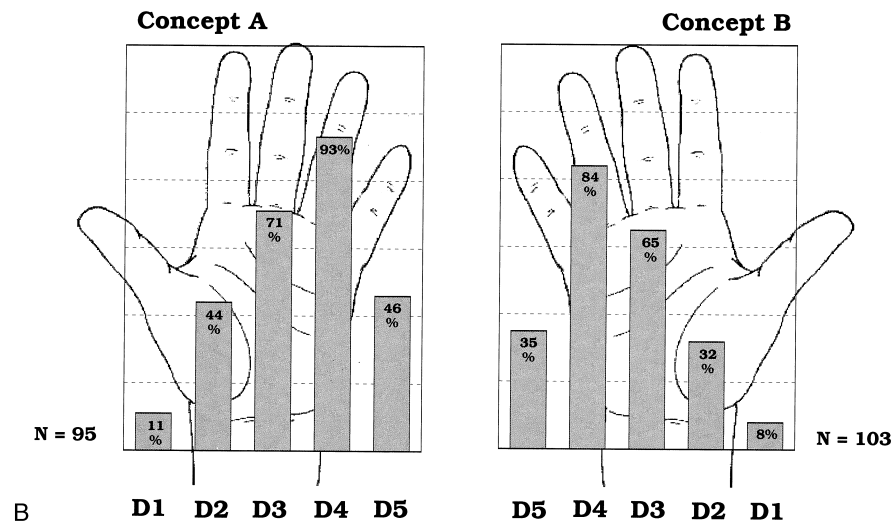 Concept A
Concept B
11
%
44
%
71
%
93%
46
%
35
%
84
%
65
%
32
%
8%
N = 95
N = 103
B
D1 D2 D3 D4 D5
D5 D4 D3 D2 D1